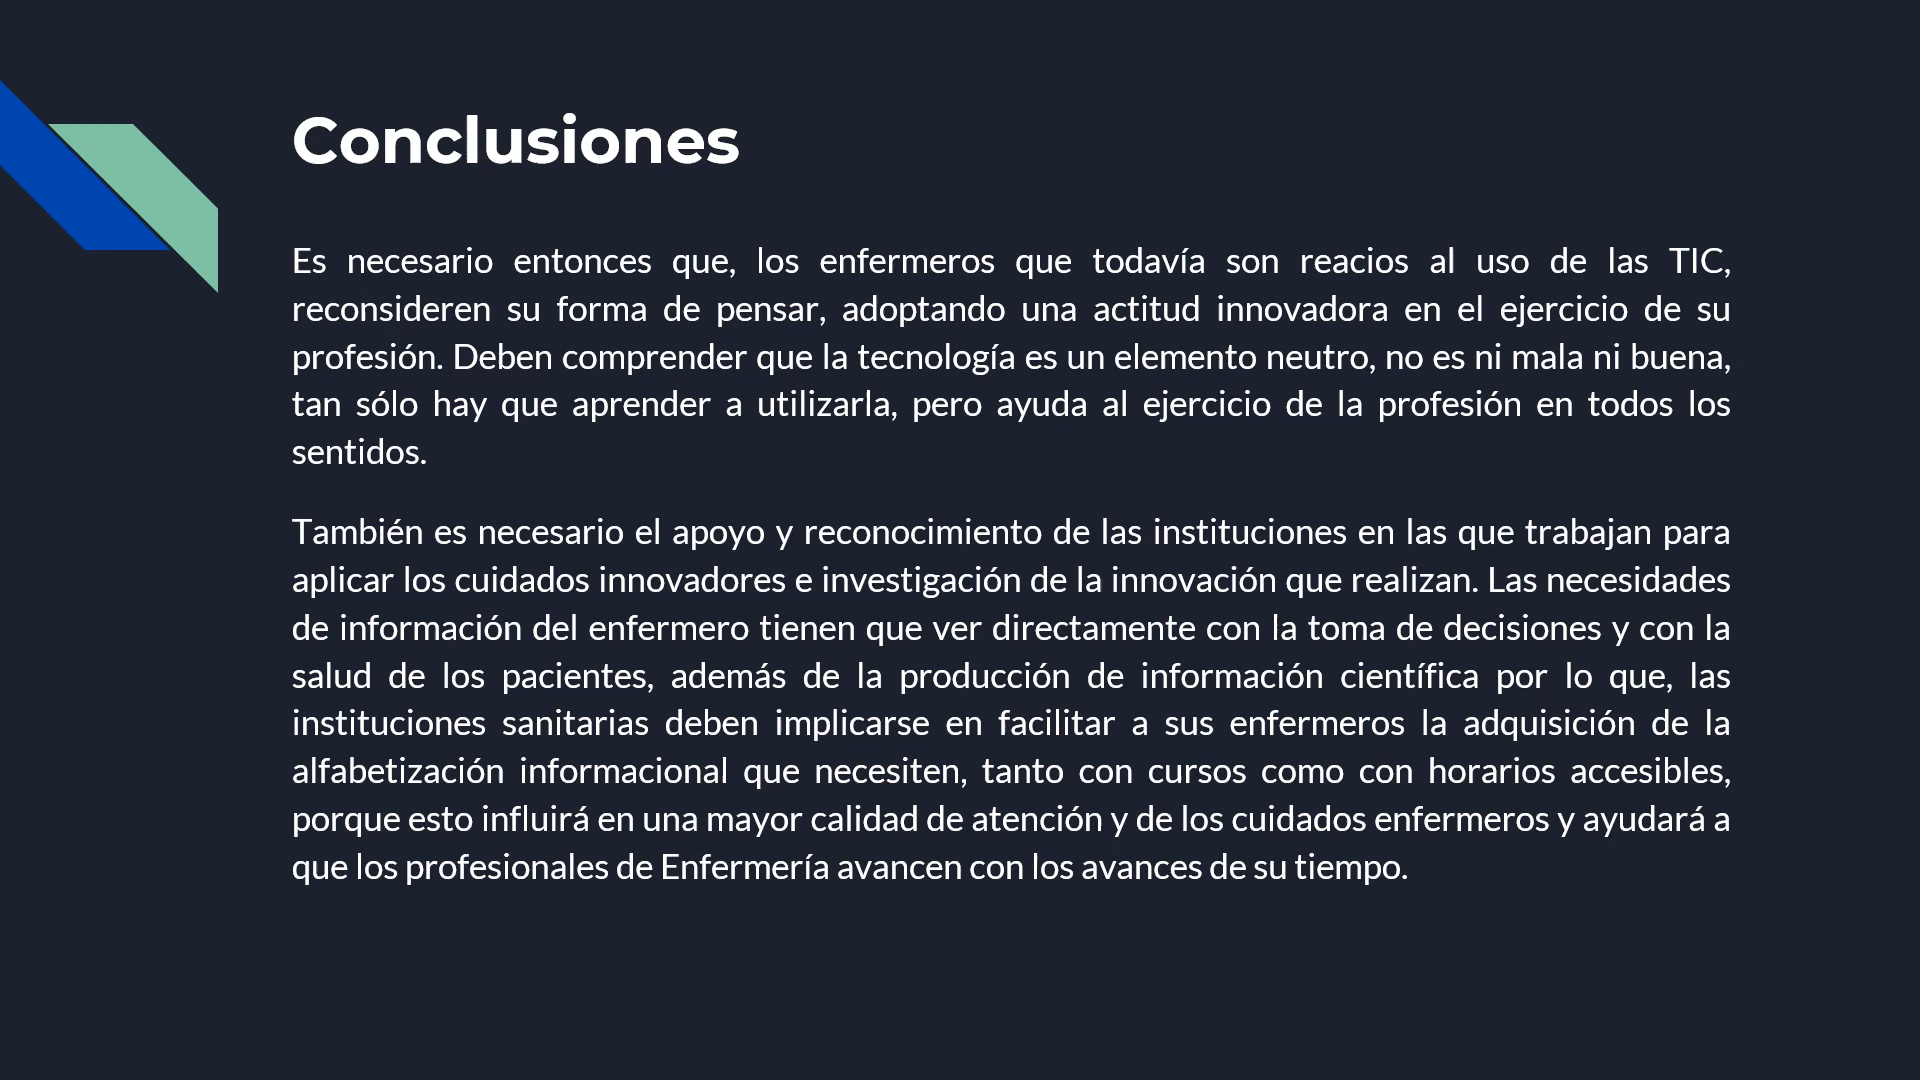 Conclusiones
Es necesario entonces que, los enfermeros que todavía son reacios al uso de las TIC,
reconsideren su forma de pensar, adoptando una actitud innovadora en el ejercicio de su
profesión. Deben comprender que la tecnología es un elemento neutro, no es ni mala ni buena,
tan sólo hay que aprender a utilizarla, pero ayuda al ejercicio de la profesión en todos los
sentidos.
También es necesario el apoyo y reconocimiento de las instituciones en las que trabajan para
aplicar los cuidados innovadores e investigación de la innovación que realizan. Las necesidades
de información del enfermero tienen que ver directamente con la toma de decisiones y con la
salud de los pacientes, además de la producción de información científica por lo que, las
instituciones sanitarias deben implicarse en facilitar a sus enfermeros la adquisición de la
alfabetización informacional que necesiten, tanto con cursos como con horarios accesibles,
porque esto influirá en una mayor calidad de atención y de los cuidados enfermeros y ayudará a
que los profesionales de Enfermería avancen con los avances de su tiempo.